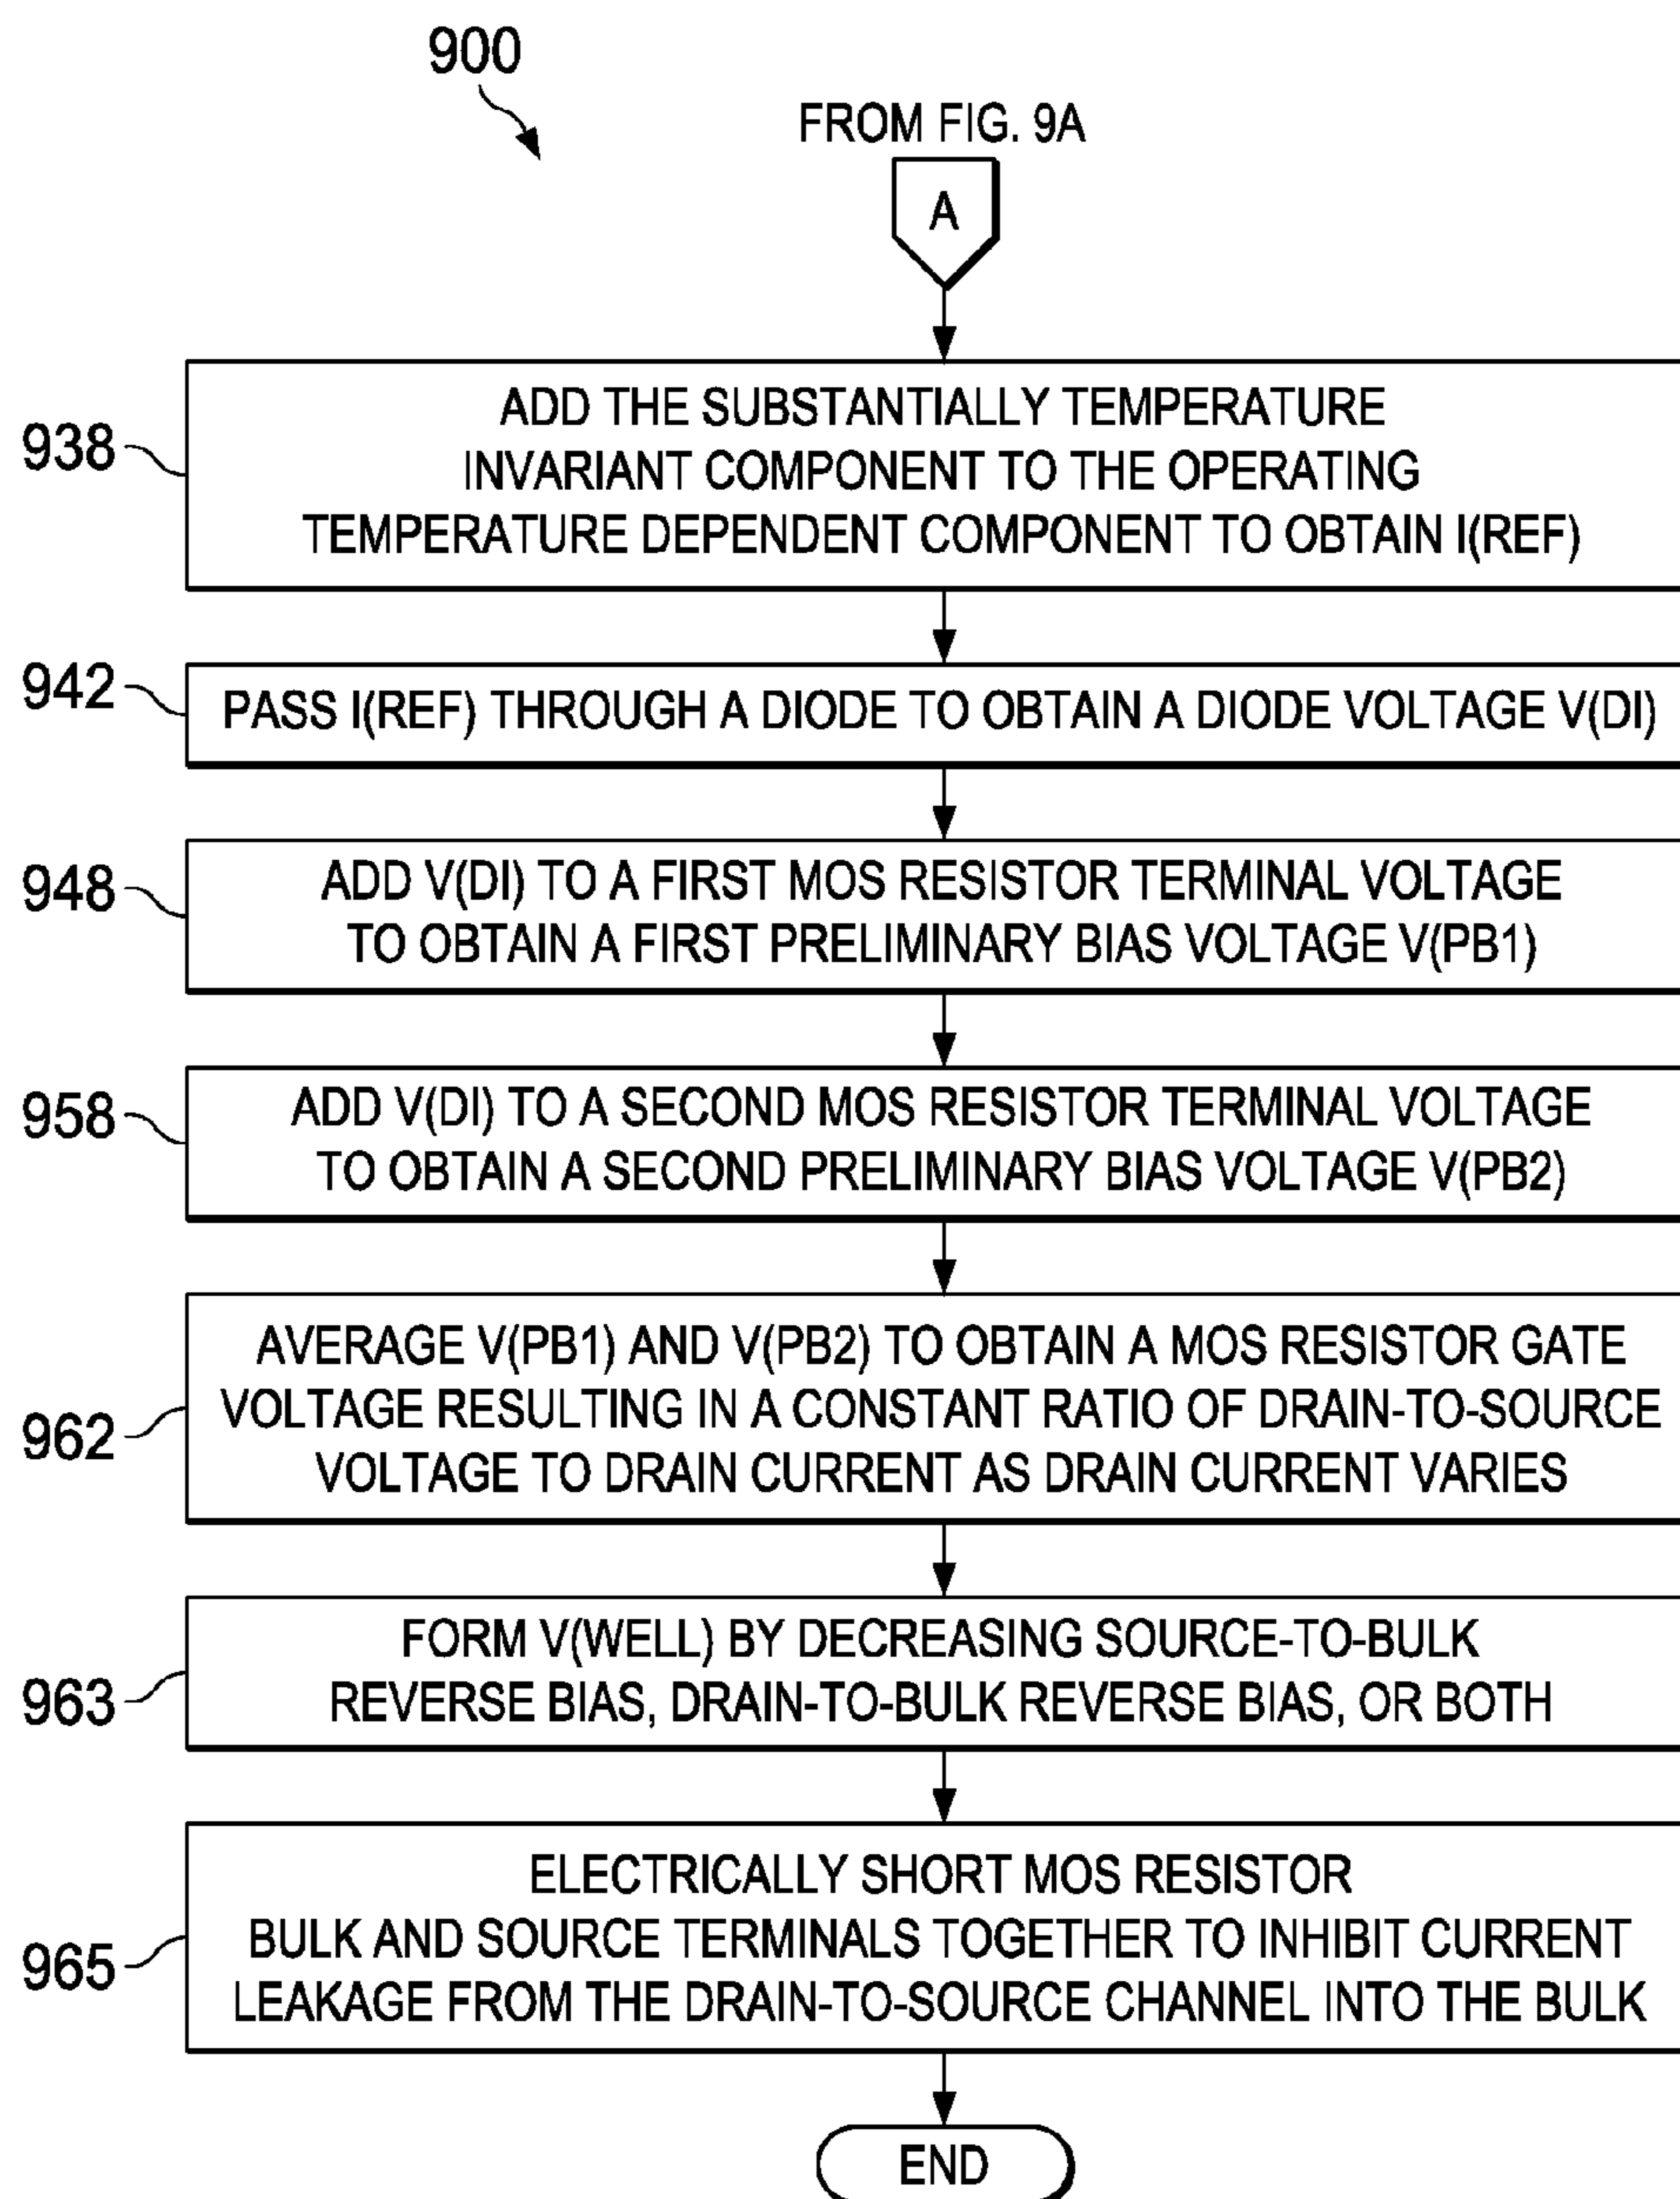 900
FROM FIG. 9A
A
938
ADD THE SUBSTANTIALLY TEMPERATURE
INVARIANT COMPONENT TO THE OPERATING
TEMPERATURE DEPENDENT COMPONENT TO OBTAIN I(REF)
942
PASS I(REF) THROUGH A DIODE TO OBTAIN A DIODE VOLTAGE V(DI)
948
ADD V(DI) TO A FIRST MOS RESISTOR TERMINAL VOLTAGE
TO OBTAIN A FIRST PRELIMINARY BIAS VOLTAGE V(PB1)
958
ADD V(DI) TO A SECOND MOS RESISTOR TERMINAL VOLTAGE
TO OBTAIN A SECOND PRELIMINARY BIAS VOLTAGE V(PB2)
962
AVERAGE V(PB1) AND V(PB2) TO OBTAIN A MOS RESISTOR GATE
VOLTAGE RESULTING IN A CONSTANT RATIO OF DRAIN-TO-SOURCE
VOLTAGE TO DRAIN CURRENT AS DRAIN CURRENT VARIES
963
FORM V(WELL) BY DECREASING SOURCE-TO-BULK
REVERSE BIAS, DRAIN-TO-BULK REVERSE BIAS, OR BOTH
965
ELECTRICALLY SHORT MOS RESISTOR
BULK AND SOURCE TERMINALS TOGETHER TO INHIBIT CURRENT
LEAKAGE FROM THE DRAIN-TO-SOURCE CHANNEL INTO THE BULK
END